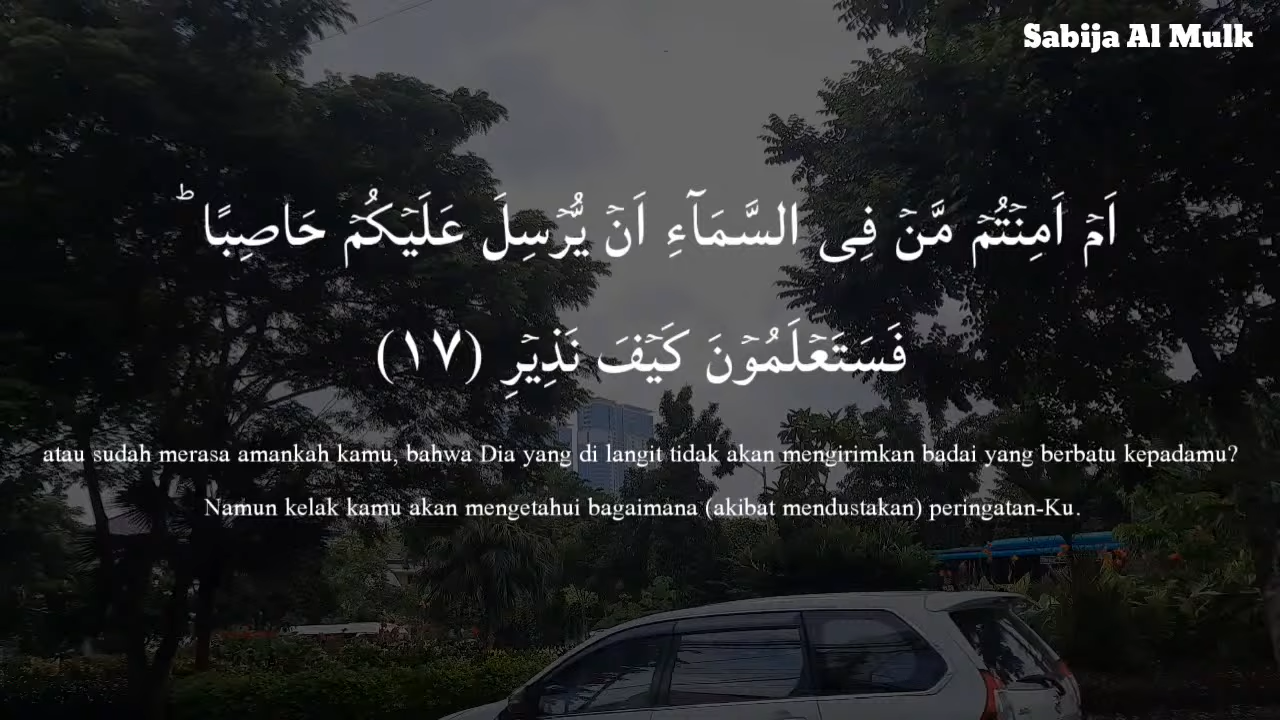 Sabija Al Mulk
اَمۡ اَمِنۡتُمۡ مَّنۡ فِى السَّمَآءِ اَنۡ يُّرۡسِلَ عَلَيۡكُمۡ حَاصِبًا ؕ
فَسَتَعۡلَمُوۡنَ كَيۡفَ نَذِيۡرِ (١٧)
atau sudah merasa amankah kamu, bahwa Dia yang di langit tidak akan mengirimkan badai yang berbatu kepadamu?
Namun kelak kamu akan mengetahui bagaimana (akibat mendustakan) peringatan-Ku.